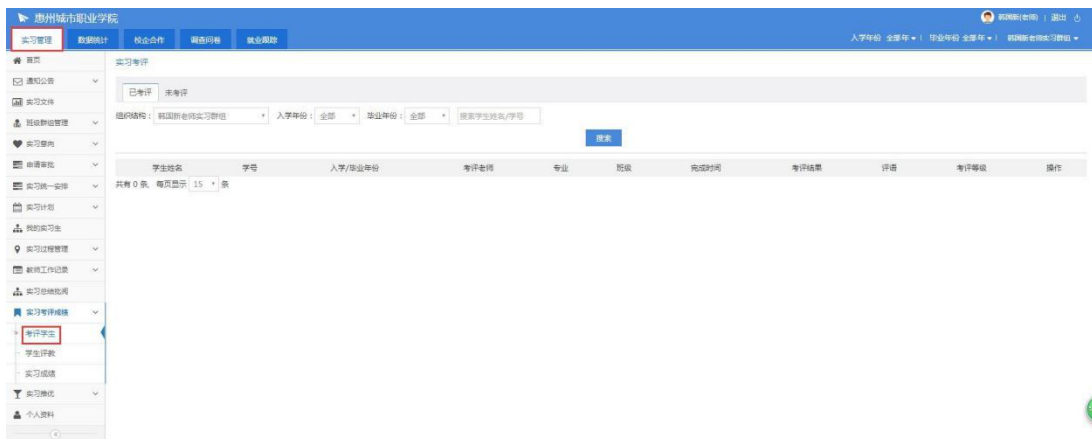 惠州城市职业学院
韩国新(老师) | 退出
实习管理 数据统计 校企合作 调查问卷 就业跟踪
入学年份 全部年 | 毕业年份 全部年 | 韩国新老师实习群组
首页
实习考评
通知公告
已考评 未考评
实习文件
组织结构: 韩国新老师实习群组 入学年份: 全部 毕业年份: 全部 搜索学生姓名/学号
班级群组管理
搜索
实习意向
申请审批
学生姓名 学号 入学/毕业年份 考评老师 专业 班级 完成时间 考评结果 评语 考评等级 操作
实习统一安排
共有 0 条, 每页显示 15 条
实习计划
我的实习生
实习过程管理
教师工作记录
实习总结批阅
实习考评成绩
考评学生
学生评教
实习成绩
实习推优
个人资料